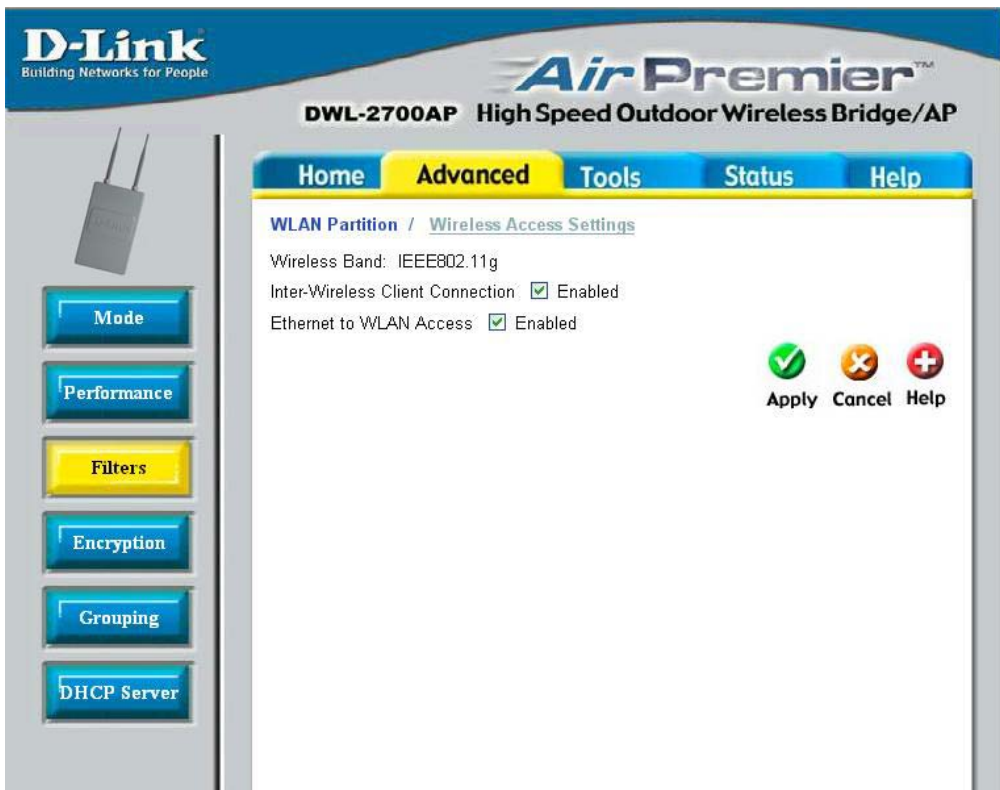 D-Link
Building Networks for People
AirPremier™
DWL-2700AP High Speed Outdoor Wireless Bridge/AP
Home Advanced Tools Status Help
WLAN Partition / Wireless Access Settings
Wireless Band: IEEE802.11g
Inter-Wireless Client Connection Enabled
Ethernet to WLAN Access Enabled
Apply Cancel Help
Mode
Performance
Filters
Encryption
Grouping
DHCP Server